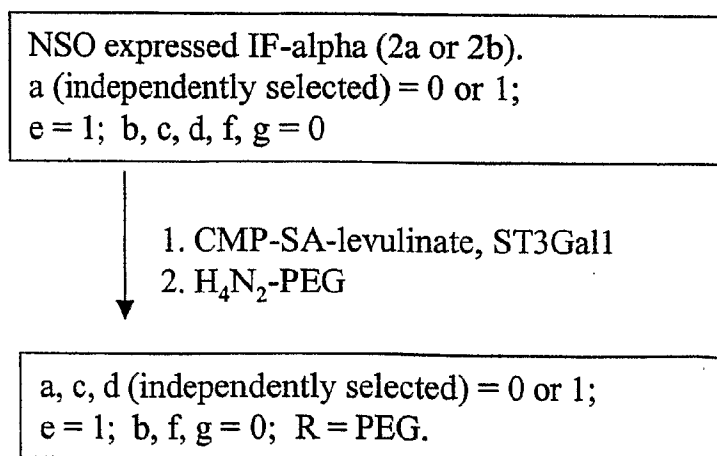 NSO expressed IF-alpha (2a or 2b).
a (independently selected) = 0 or 1;
e = 1; b, c, d, f, g = 0
1. CMP-SA-levulinate, ST3Gal1
2. H₄N₂-PEG
a, c, d (independently selected) = 0 or 1;
e = 1; b, f, g = 0; R = PEG.